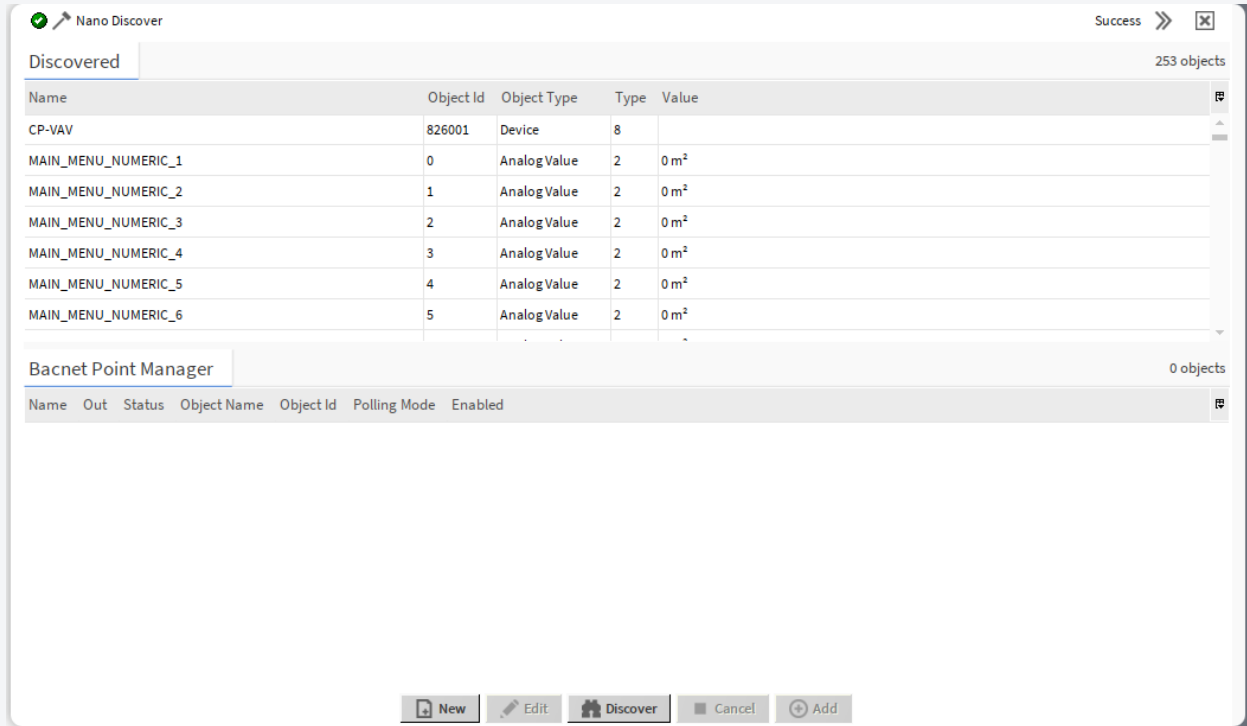 Nano Discover Success
Discovered 253 objects
Name Object Id Object Type Type Value
CP-VAV 826001 Device 8
MAIN_MENU_NUMERIC_1 0 Analog Value 2 0 m²
MAIN_MENU_NUMERIC_2 1 Analog Value 2 0 m²
MAIN_MENU_NUMERIC_3 2 Analog Value 2 0 m²
MAIN_MENU_NUMERIC_4 3 Analog Value 2 0 m²
MAIN_MENU_NUMERIC_5 4 Analog Value 2 0 m²
MAIN_MENU_NUMERIC_6 5 Analog Value 2 0 m²
Bacnet Point Manager 0 objects
Name Out Status Object Name Object Id Polling Mode Enabled
New Edit Discover Cancel Add